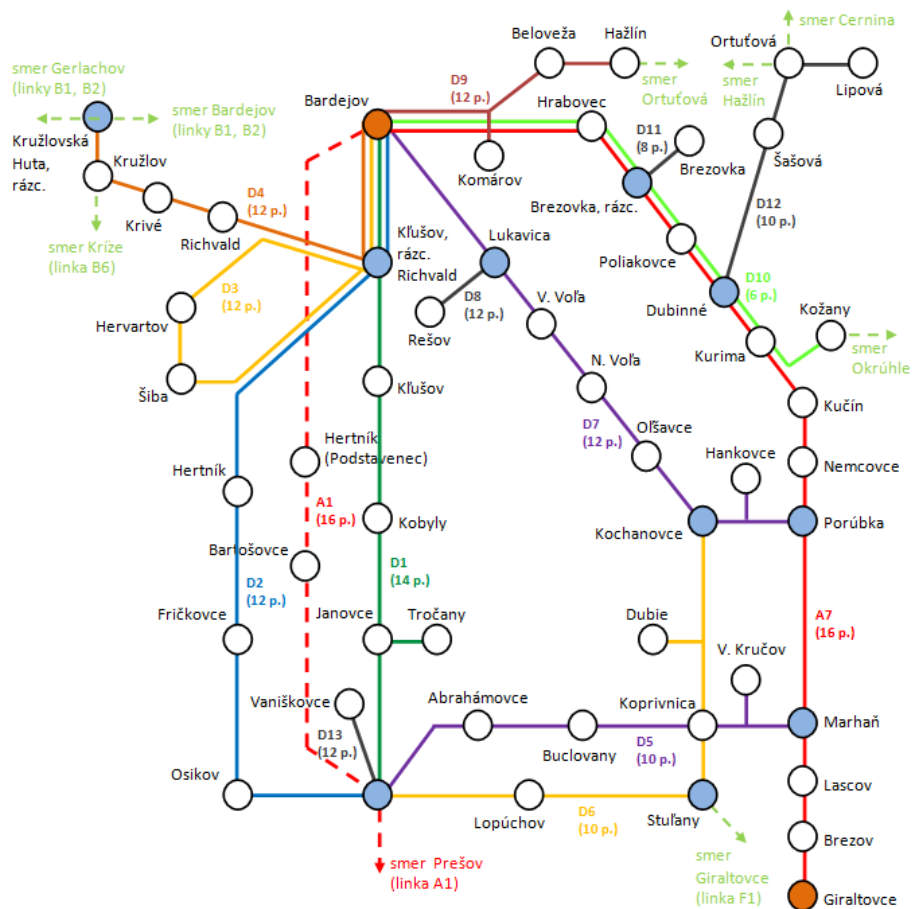 smer Cernina
Beloveža
Hažlín
Ortuťová
smer Gerlachov
(linky B1, B2)
D9
(12 p.)
smer
Ortuťová
smer
Hažlín
Lipová
smer Bardejov
(linky B1, B2)
Bardejov
Hrabovec
D11
(8 p.)
Brezovka
Šašová
Kružlovská
Huta, rázc.
Kružlov
Komárov
Brezovka, rázc.
D12
(10 p.)
D4
(12 p.)
Krivé
Richvald
Kľušov,
rázc.
Richvald
Lukavica
Poliakovce
smer Kríže
(linka B6)
D3
(12 p.)
D8
(12 p.)
V. Voľa
Dubinné
D10
(6 p.)
Kožany
Hervartov
Rešov
Kurima
smer
Okrúhle
Šiba
Kľušov
N. Voľa
Kučín
D7
(12 p.)
Oľšavce
Hertník
(Podstavenec)
Hankovce
Nemcovce
Hertník
A1
(16 p.)
Kobyly
Kochanovce
Porúbka
Bartošovce
D1
(14 p.)
D2
(12 p.)
Fričkovce
Janovce
Tročany
Dubie
A7
(16 p.)
V. Kručov
Vaniškovce
Abrahámovce
Koprivnica
Marhaň
D13
(12 p.)
Buclovany
D5
(10 p.)
Osikov
Lascov
Lopúchov
D6
(10 p.)
Stuľany
Brezov
smer Prešov
(linka A1)
smer
Giraltovce
(linka F1)
Giraltovce